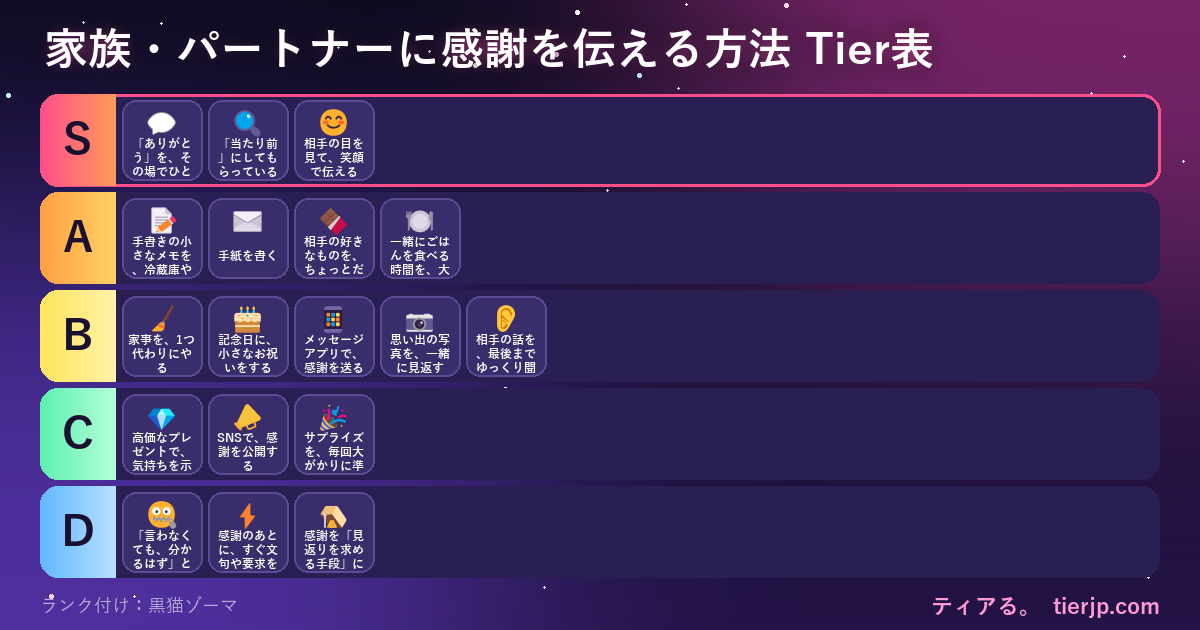 家族・パートナーに感謝を伝える方法 Tier表
S
「ありがと
う」を、そ
の場でひと
「当たり前
」にしても
らっている
相手の目を
見て、笑顔
で伝える
A
手書きの小
さなメモを
、冷蔵庫や
手紙を書く
相手の好き
なものを、
ちょっとだ
一緒にごは
んを食べる
時間を、大
B
家事を、1つ
代わりにや
る
記念日に、
小さなお祝
いをする
メッセージ
アプリで、
感謝を送る
思い出の写
真を、一緒
に見返す
相手の話を
、最後まで
ゆっくり聞
C
高価なプレ
ゼントで、
気持ちを示
SNSで、感
謝を公開す
る
サプライズ
を、毎回大
がかりに準
D
「言わなく
ても、分か
るはず」と
感謝のあと
に、すぐ文
句や要求を
感謝を「見
返りを求め
る手段」に
ランク付け：黒猫ゾーマ
ティアる。 tierjp.com